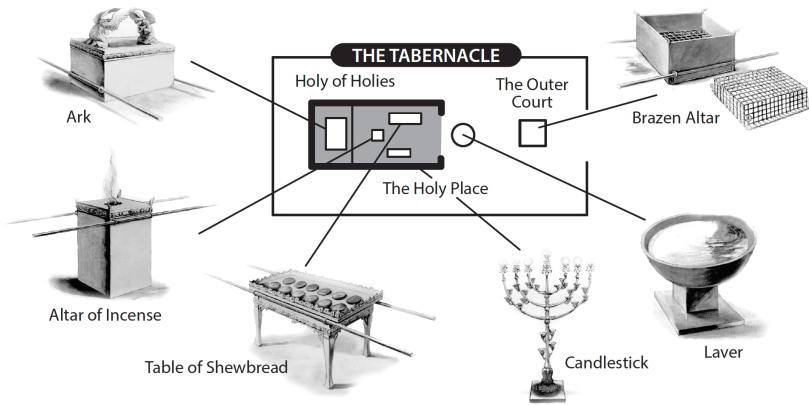 THE TABERNACLE
Holy of Holies
The Outer
Court
Ark
Brazen Altar
The Holy Place
Altar of Incense
Table of Shewbread
Candlestick
Laver